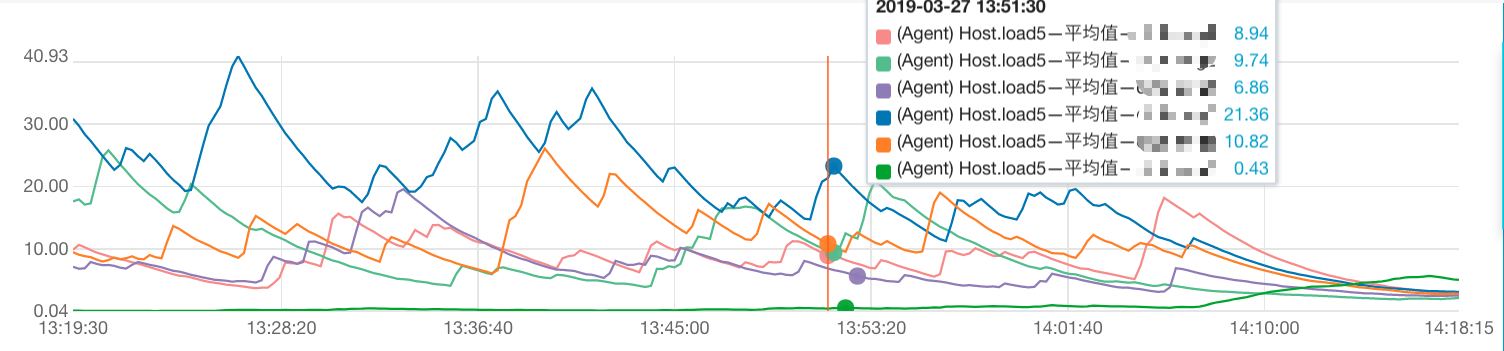 2019-03-27 13:51:30
(Agent) Host.load5—平均值— 8.94
(Agent) Host.load5—平均值— 9.74
(Agent) Host.load5—平均值— 6.86
(Agent) Host.load5—平均值— 21.36
(Agent) Host.load5—平均值— 10.82
(Agent) Host.load5—平均值— 0.43
40.93
30.00
20.00
10.00
0.04
13:19:30 13:28:20 13:36:40 13:45:00 13:53:20 14:01:40 14:10:00 14:18:15